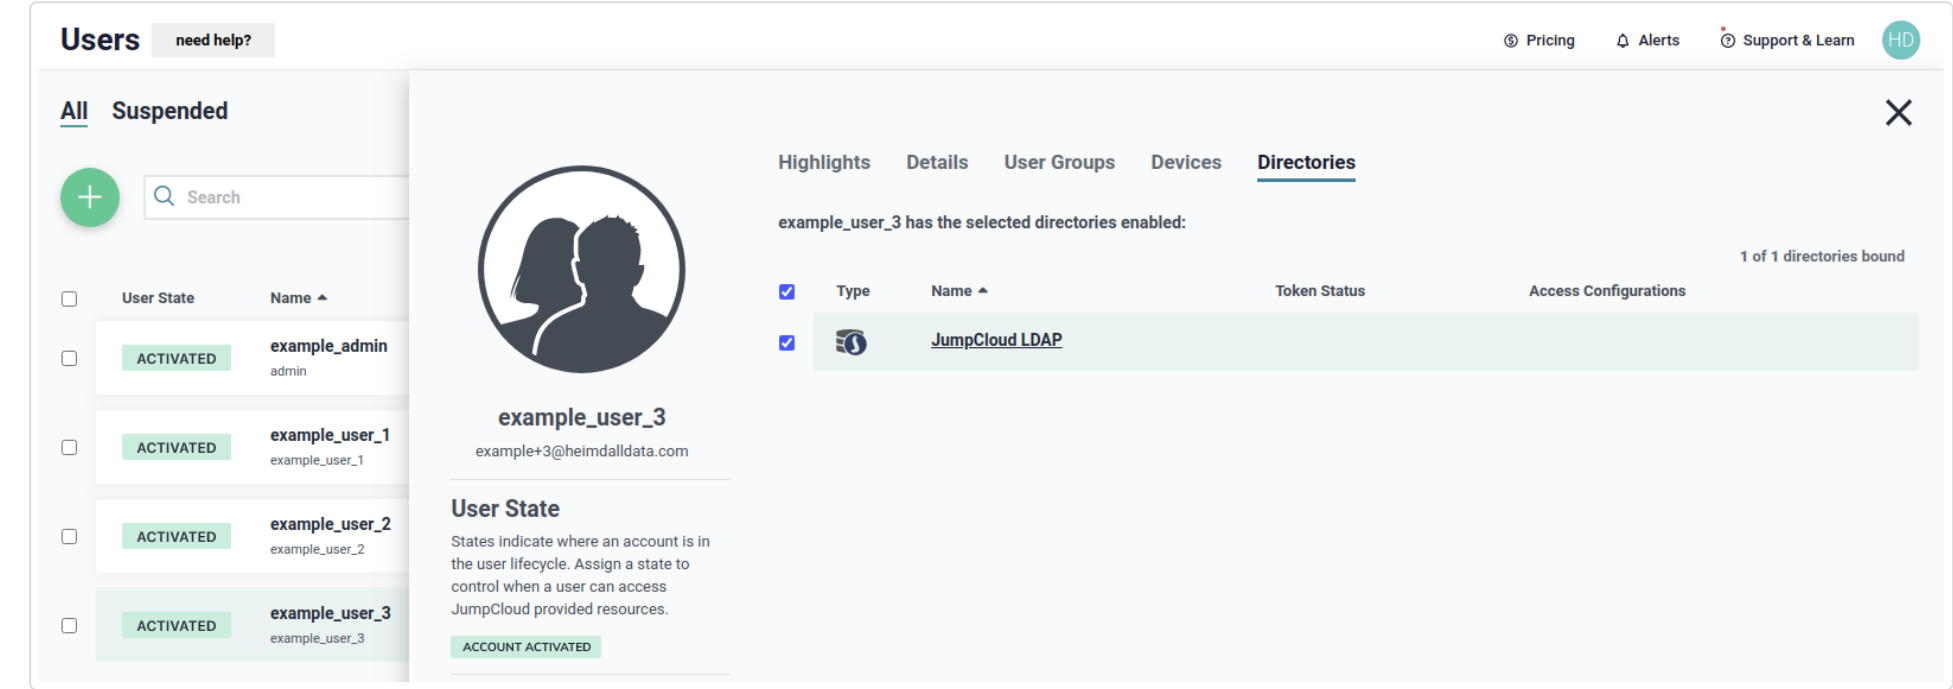 Users
need help?
Pricing
Alerts
Support & Learn
HD
All
Suspended
Search
User State
Name
ACTIVATED
example_admin
admin
ACTIVATED
example_user_1
example_user_1
ACTIVATED
example_user_2
example_user_2
ACTIVATED
example_user_3
example_user_3
example_user_3
example+3@heimdalldata.com
User State
States indicate where an account is in
the user lifecycle. Assign a state to
control when a user can access
JumpCloud provided resources.
ACCOUNT ACTIVATED
Highlights
Details
User Groups
Devices
Directories
example_user_3 has the selected directories enabled:
1 of 1 directories bound
Type
Name
Token Status
Access Configurations
JumpCloud LDAP